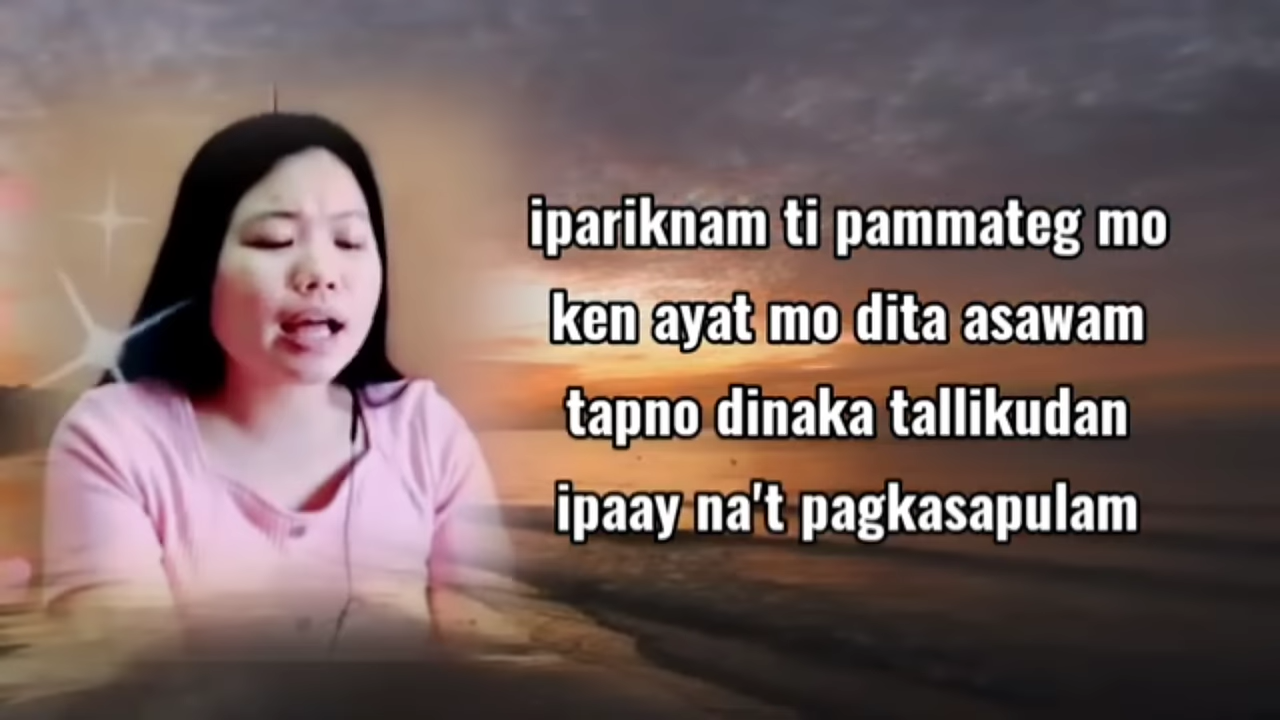 ipariknam ti pammateg mo
ken ayat mo dita asawam
tapno dinaka tallikudan
ipaay na't pagkasapulam